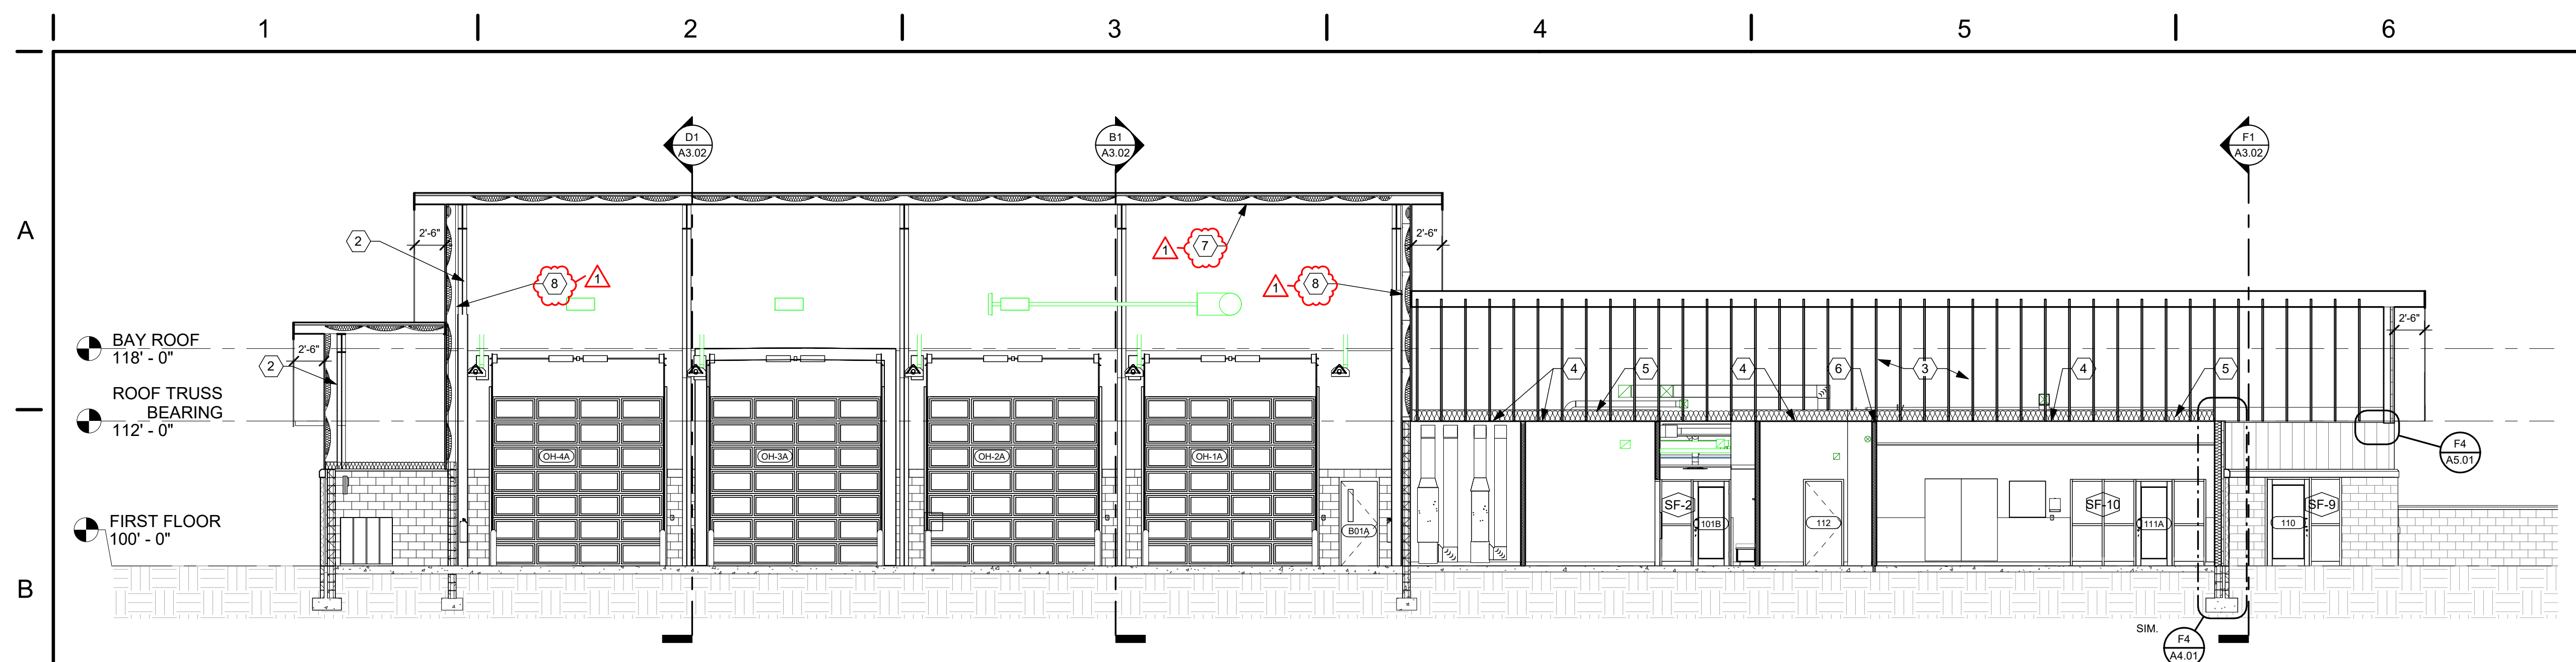 1 2 3 4 5 6
A
B
D1
A3.02
B1
A3.02
F1
A3.02
2'-6"
2'-6"
2
8
1
1
7
1
8
2'-6"
2'-6"
2
BAY ROOF
118' - 0"
ROOF TRUSS
BEARING
112' - 0"
FIRST FLOOR
100' - 0"
4
5
4
6
3
4
5
F4
A5.01
OH-4A
OH-3A
OH-2A
OH-1A
B01A
SF-2
101B
112
SF-10
111A
110
SF-9
SIM.
F4
A4.01